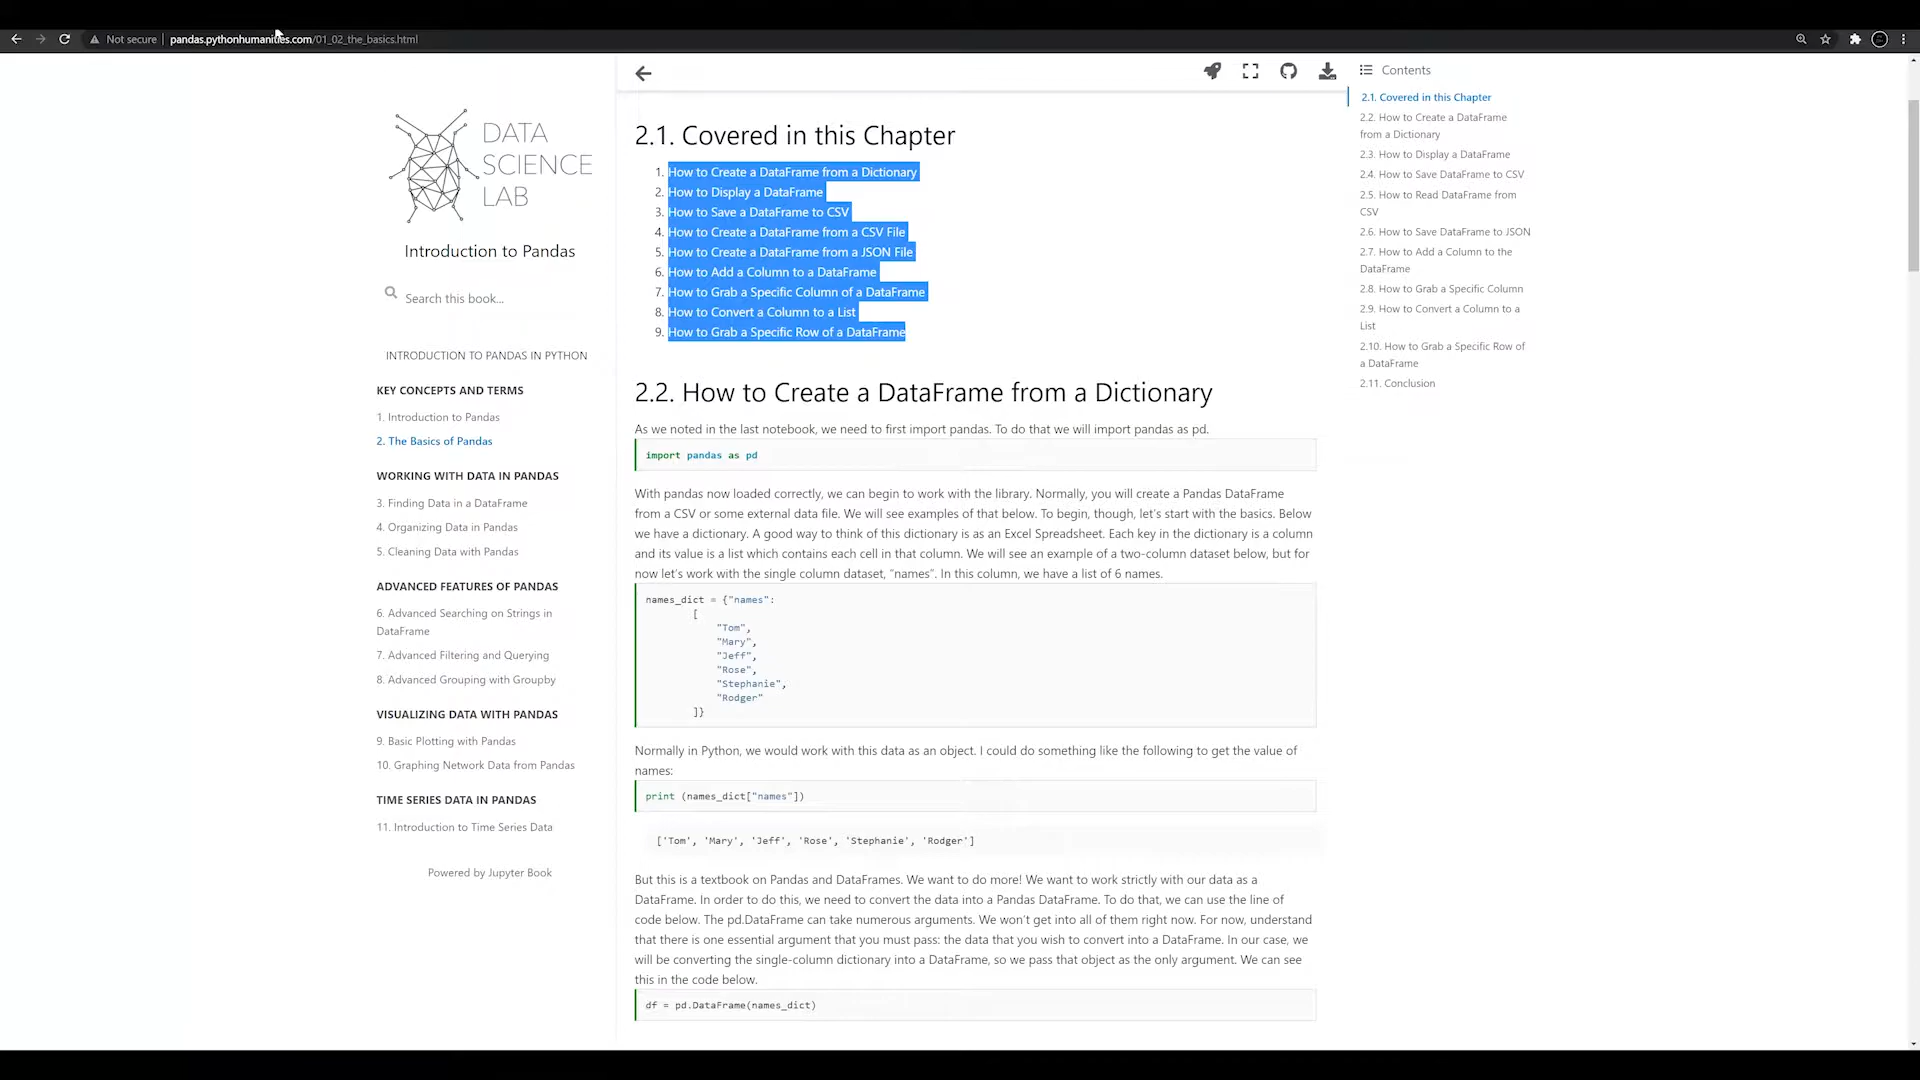 Not secure
pandas.pythonhumanities.com/01_02_the_basics.html
DATA
SCIENCE
LAB
Introduction to Pandas
Search this book...
INTRODUCTION TO PANDAS IN PYTHON
KEY CONCEPTS AND TERMS
1. Introduction to Pandas
2. The Basics of Pandas
WORKING WITH DATA IN PANDAS
3. Finding Data in a DataFrame
4. Organizing Data in Pandas
5. Cleaning Data with Pandas
ADVANCED FEATURES OF PANDAS
6. Advanced Searching on Strings in
DataFrame
7. Advanced Filtering and Querying
8. Advanced Grouping with Groupby
VISUALIZING DATA WITH PANDAS
9. Basic Plotting with Pandas
10. Graphing Network Data from Pandas
TIME SERIES DATA IN PANDAS
11. Introduction to Time Series Data
Powered by Jupyter Book
2.1. Covered in this Chapter
1. How to Create a DataFrame from a Dictionary
2. How to Display a DataFrame
3. How to Save a DataFrame to CSV
4. How to Create a DataFrame from a CSV File
5. How to Create a DataFrame from a JSON File
6. How to Add a Column to a DataFrame
7. How to Grab a Specific Column of a DataFrame
8. How to Convert a Column to a List
9. How to Grab a Specific Row of a DataFrame
2.2. How to Create a DataFrame from a Dictionary
As we noted in the last notebook, we need to first import pandas. To do that we will import pandas as pd.
import pandas as pd
With pandas now loaded correctly, we can begin to work with the library. Normally, you will create a Pandas DataFrame
from a CSV or some external data file. We will see examples of that below. To begin, though, let's start with the basics. Below
we have a dictionary. A good way to think of this dictionary is as an Excel Spreadsheet. Each key in the dictionary is a column
and its value is a list which contains each cell in that column. We will see an example of a two-column dataset below, but for
now let's work with the single column dataset, "names". In this column, we have a list of 6 names.
names_dict = {"names":
[
"Tom",
"Mary",
"Jeff",
"Rose",
"Stephanie",
"Rodger"
]}
Normally in Python, we would work with this data as an object. I could do something like the following to get the value of
names:
print (names_dict["names"])
['Tom', 'Mary', 'Jeff', 'Rose', 'Stephanie', 'Rodger']
But this is a textbook on Pandas and DataFrames. We want to do more! We want to work strictly with our data as a
DataFrame. In order to do this, we need to convert the data into a Pandas DataFrame. To do that, we can use the line of
code below. The pd.DataFrame can take numerous arguments. We won't get into all of them right now. For now, understand
that there is one essential argument that you must pass: the data that you wish to convert into a DataFrame. In our case, we
will be converting the single-column dictionary into a DataFrame, so we pass that object as the only argument. We can see
this in the code below.
df = pd.DataFrame(names_dict)
Contents
2.1. Covered in this Chapter
2.2. How to Create a DataFrame
from a Dictionary
2.3. How to Display a DataFrame
2.4. How to Save DataFrame to CSV
2.5. How to Read DataFrame from
CSV
2.6. How to Save DataFrame to JSON
2.7. How to Add a Column to the
DataFrame
2.8. How to Grab a Specific Column
2.9. How to Convert a Column to a
List
2.10. How to Grab a Specific Row of
a DataFrame
2.11. Conclusion